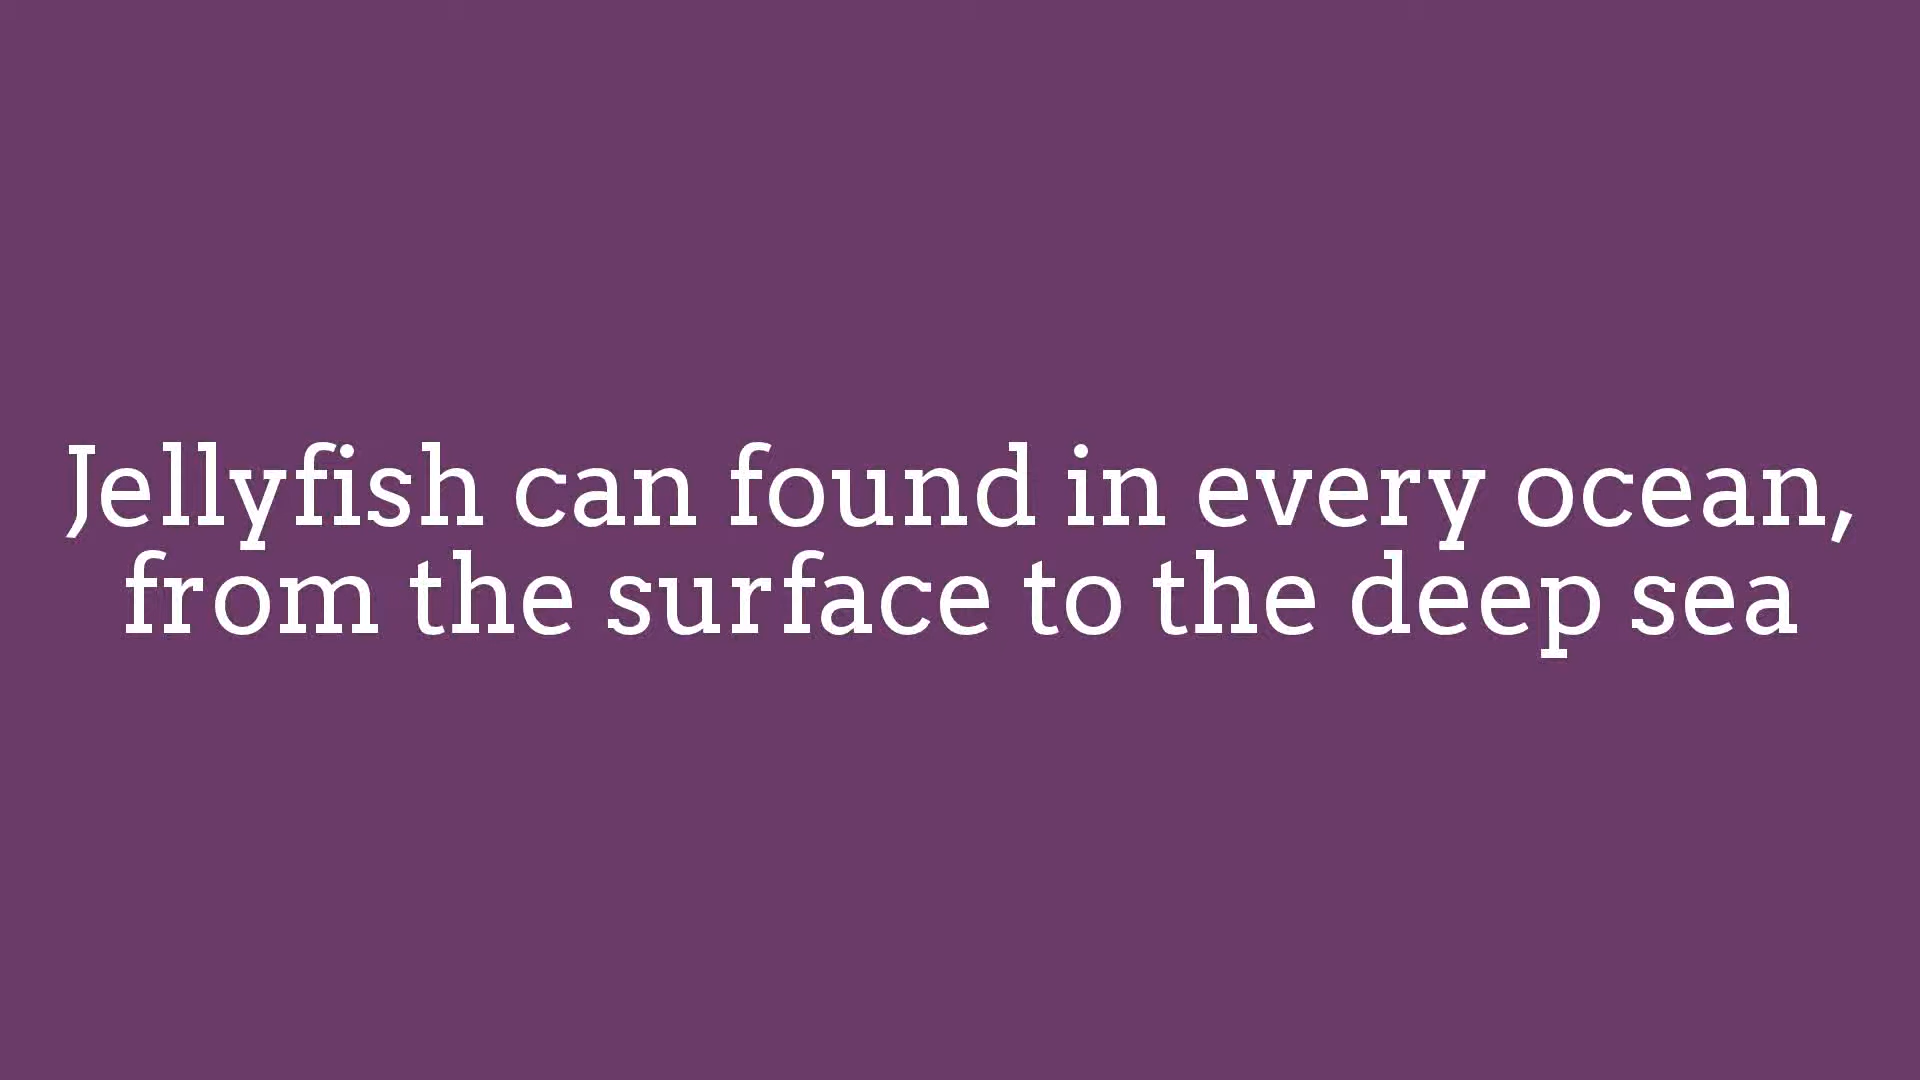 Jellyfish can found in every ocean,
from the surface to the deep sea